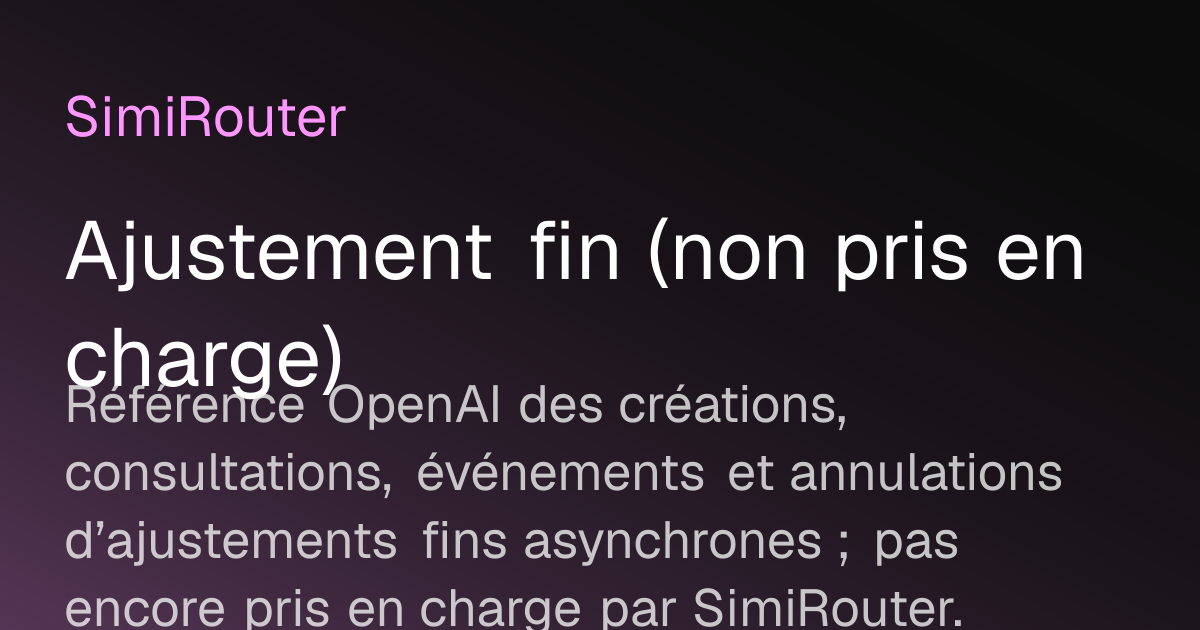 SimiRouter
Ajustement fin (non pris en
charge)
Référence OpenAI des créations,
consultations, événements et annulations
d’ajustements fins asynchrones ; pas
encore pris en charge par SimiRouter.